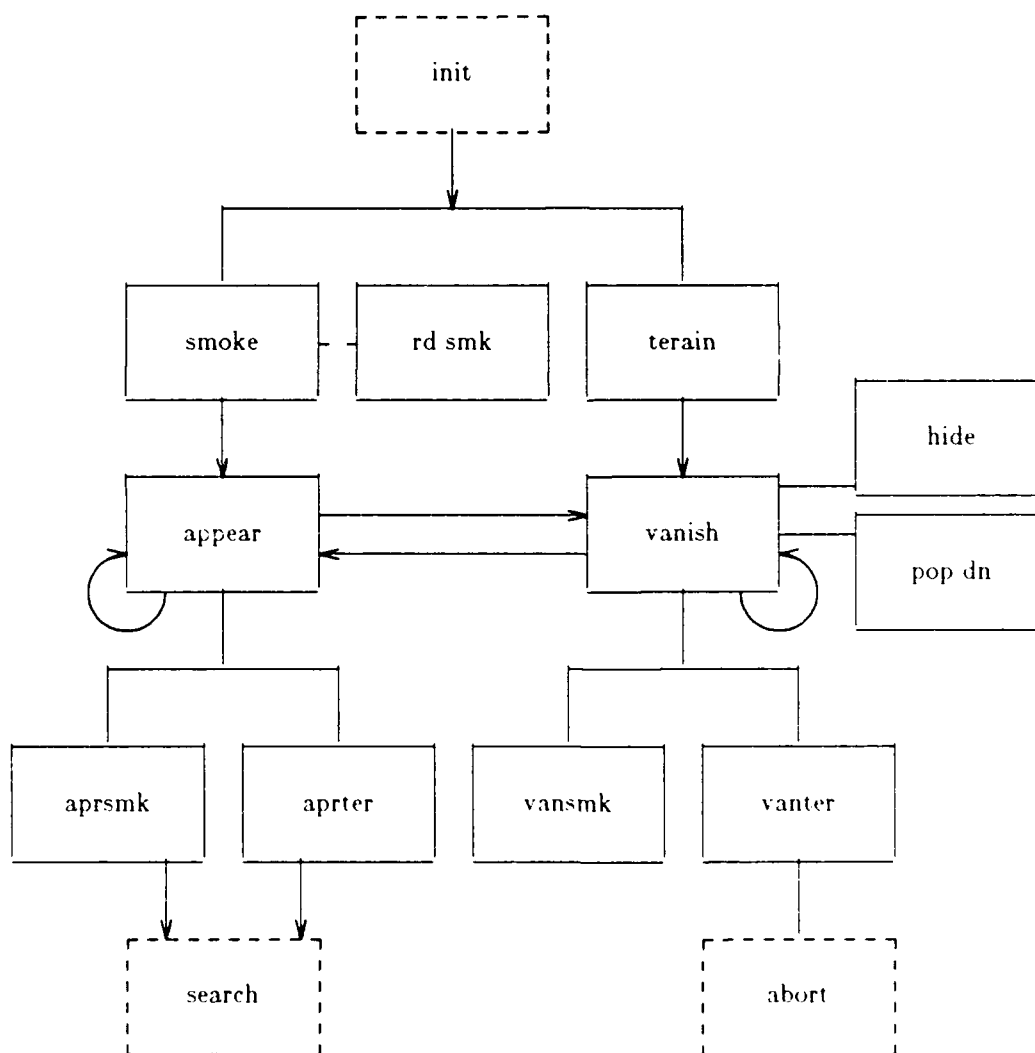 init
smoke
rd smk
terain
hide
appear
vanish
pop dn
aprsmk
aprter
vansmk
vanter
search
abort